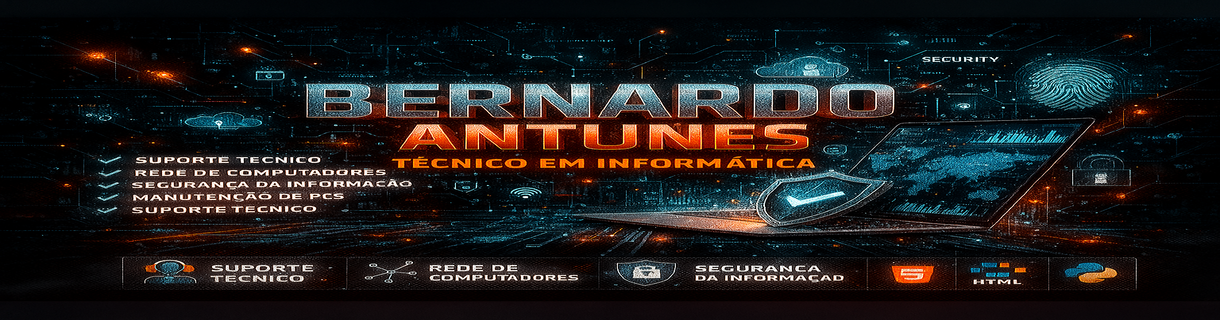 SECURITY
BERNARDO
ANTUNES
TÉCNICO EM INFORMÁTICA
SUPORTE TECNICO
REDE DE COMPUTADORES
SEGURANÇA DA INFORMACÃO
MANUTENÇÃO DE PCS
SUPORTE TECNICO
SUPORTE
TECNICO
REDE DE
COMPUTADORES
SEGURANCA
DA INFORMAÇAD
5
HTML